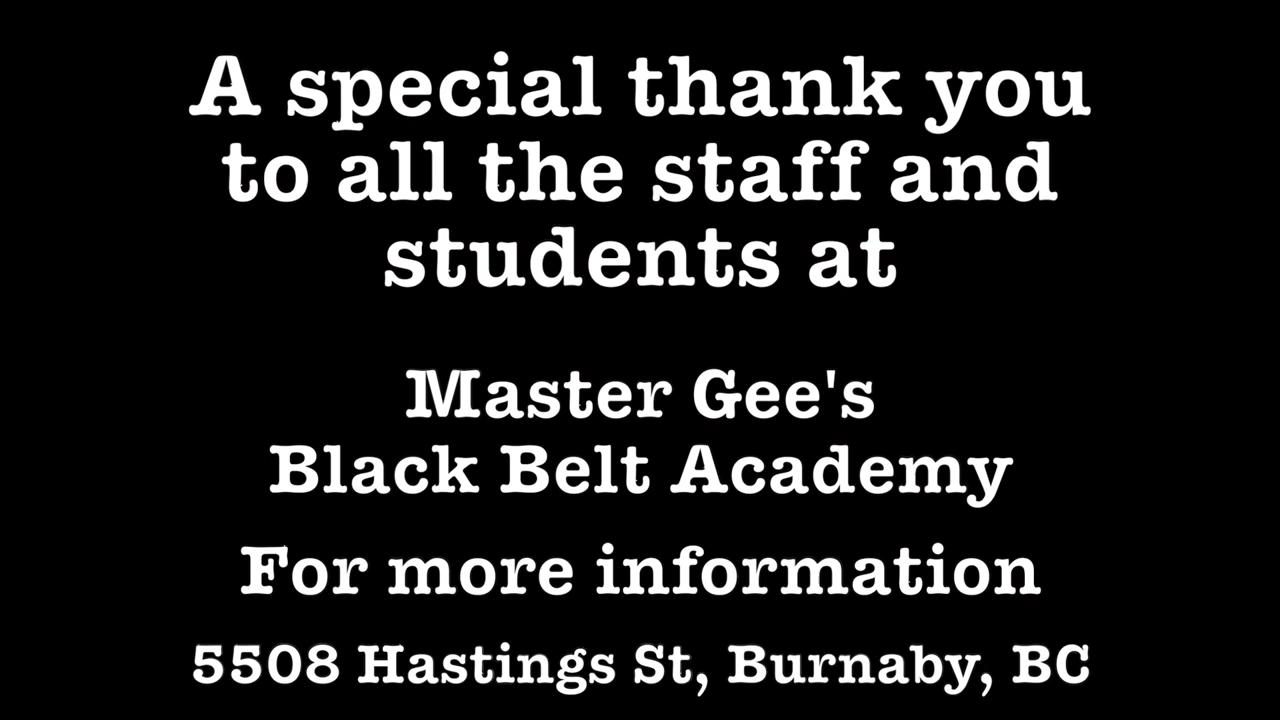 A special thank you
to all the staff and
students at
Master Gee's
Black Belt Academy
For more information
5508 Hastings St, Burnaby, BC